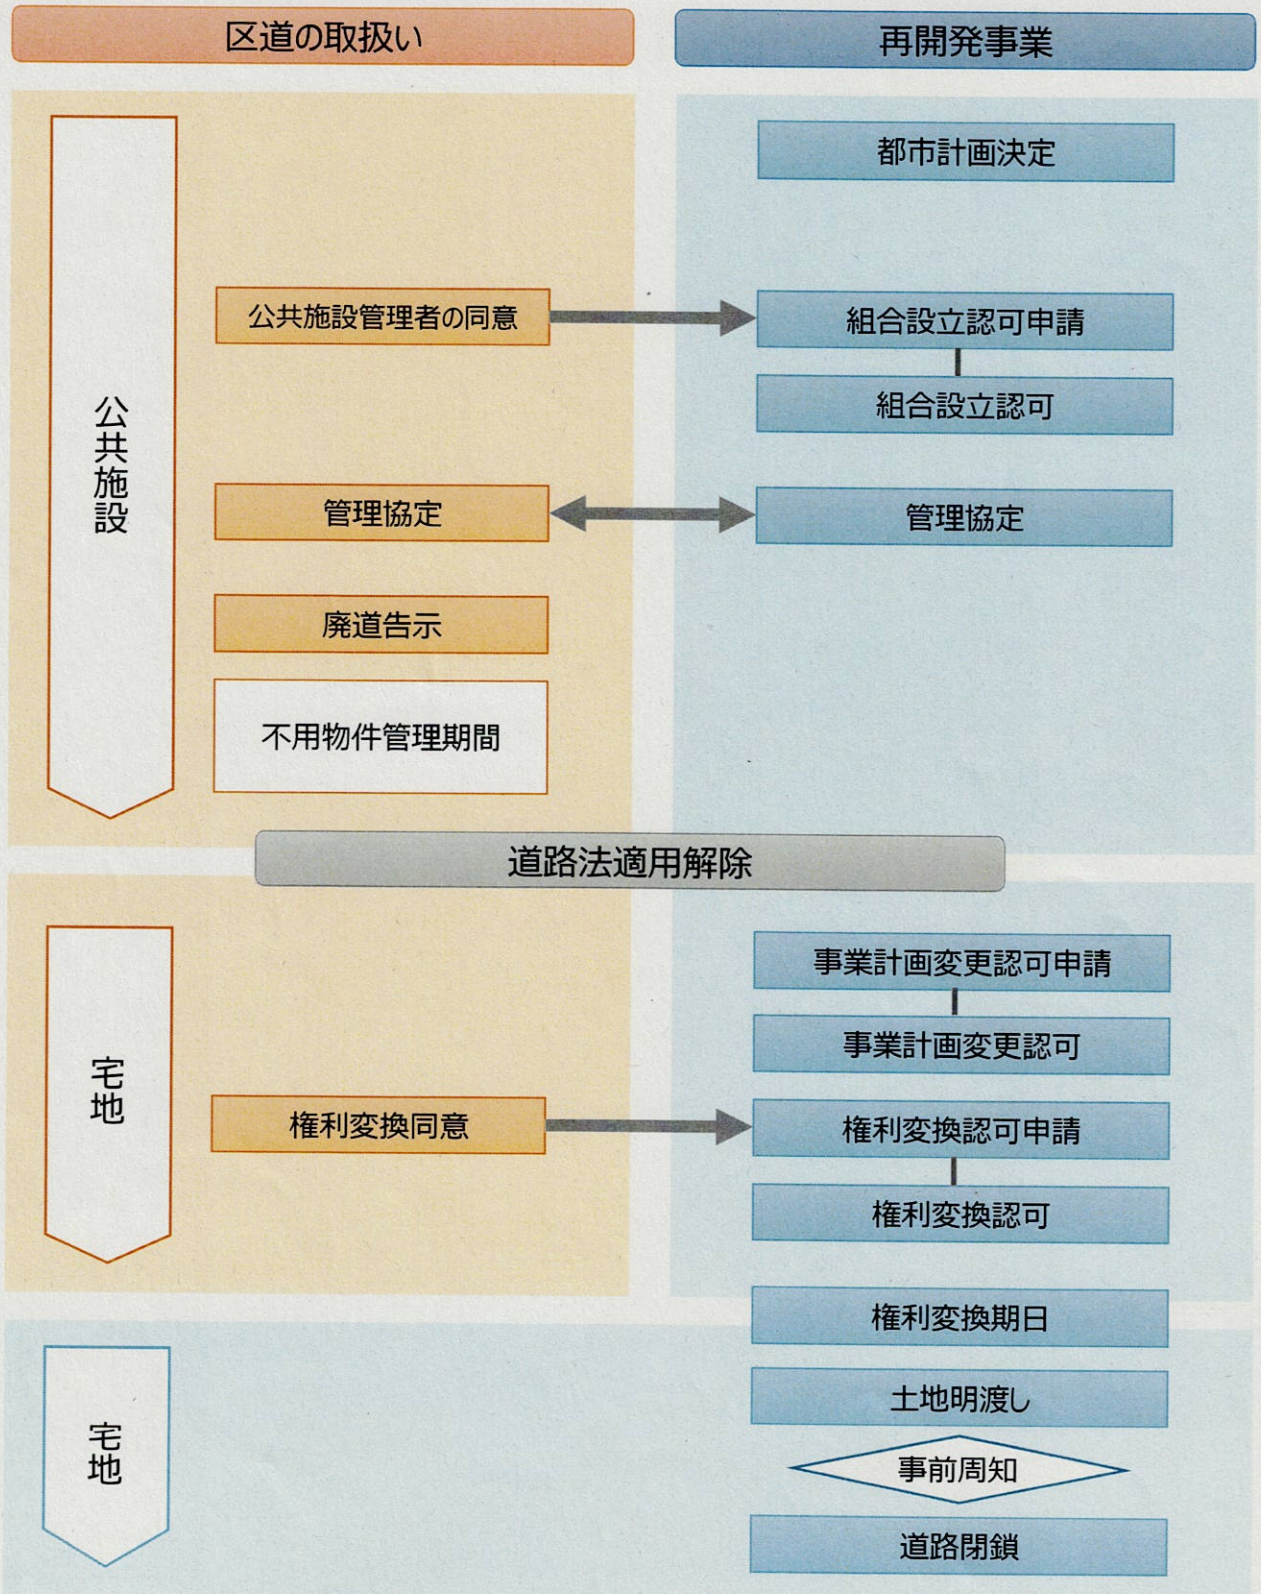 区道の取扱い
再開発事業
都市計画決定
公共施設管理者の同意
組合設立認可申請
組合設立認可
公共施設
管理協定
管理協定
廃道告示
不用物件管理期間
道路法適用解除
事業計画変更認可申請
事業計画変更認可
宅地
権利変換同意
権利変換認可申請
権利変換認可
権利変換期日
土地明渡し
宅地
事前周知
道路閉鎖